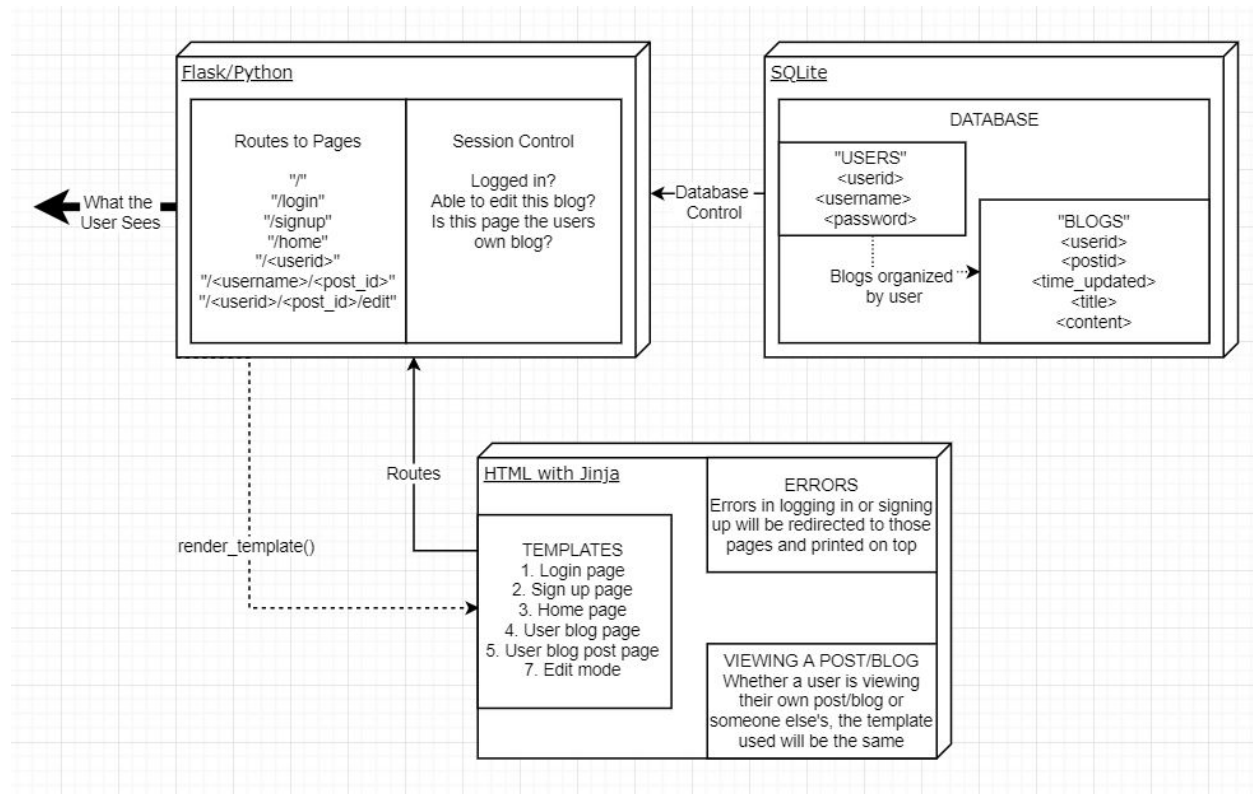 Flask/Python
Routes to Pages
"/"
"/login"
"/signup"
"/home"
"/<userid>"
"/<username>/<post_id>"
"/<userid>/<post_id>/edit"
Session Control
Logged in?
Able to edit this blog?
Is this page the users
own blog?
What the
User Sees
Database
Control
SQLite
DATABASE
"USERS"
<userid>
<username>
<password>
Blogs organized
by user
"BLOGS"
<userid>
<postid>
<time_updated>
<title>
<content>
Routes
render_template()
HTML with Jinja
TEMPLATES
1. Login page
2. Sign up page
3. Home page
4. User blog page
5. User blog post page
7. Edit mode
ERRORS
Errors in logging in or signing
up will be redirected to those
pages and printed on top
VIEWING A POST/BLOG
Whether a user is viewing
their own post/blog or
someone else's, the template
used will be the same